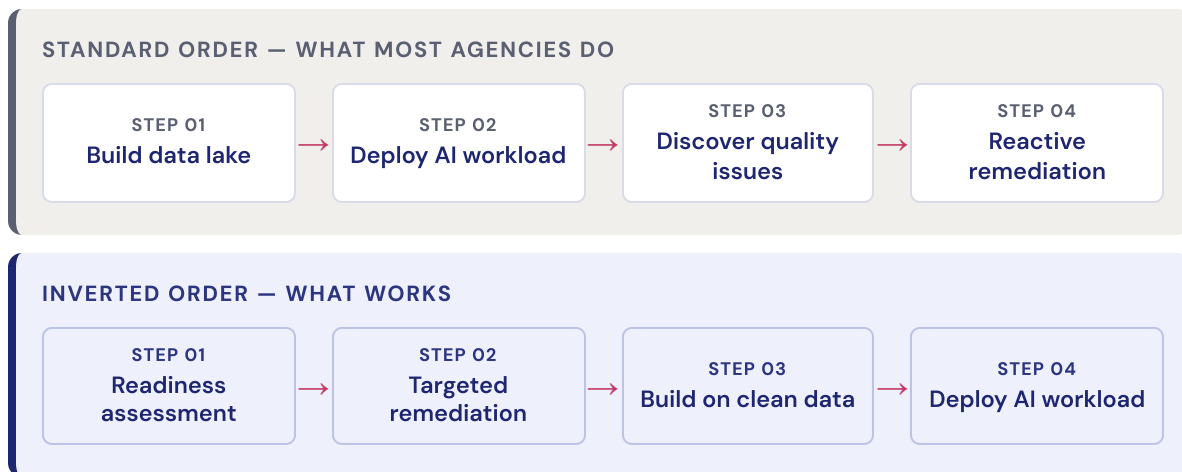 STANDARD ORDER — WHAT MOST AGENCIES DO
STEP 01
Build data lake
→
STEP 02
Deploy AI workload
→
STEP 03
Discover quality
issues
→
STEP 04
Reactive
remediation
INVERTED ORDER — WHAT WORKS
STEP 01
Readiness
assessment
→
STEP 02
Targeted
remediation
→
STEP 03
Build on clean data
→
STEP 04
Deploy AI workload